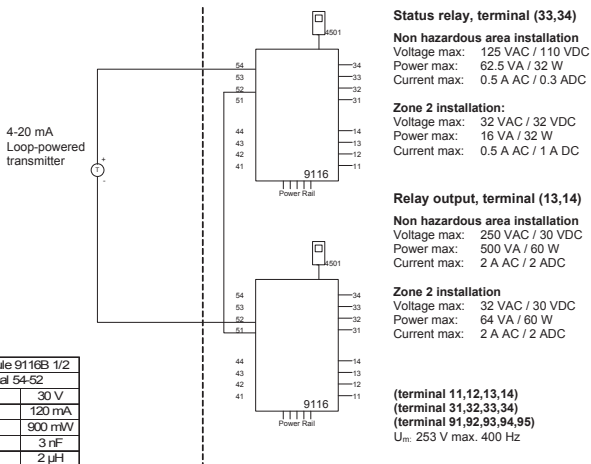 4501
54
53
52
51
34
33
32
31
44
43
42
41
14
13
12
11
9116
Power Rail
4-20 mA
Loop-powered
transmitter
+
T
-
4501
54
53
52
51
34
33
32
31
44
43
42
41
14
13
12
11
9116
Power Rail
9116B 1/2
54-52
30 V
120 mA
900 mW
3 nF
2 µH
Status relay, terminal (33,34)
Non hazardous area installation
Voltage max: 125 VAC / 110 VDC
Power max: 62.5 VA / 32 W
Current max: 0.5 A AC / 0.3 ADC
Zone 2 installation:
Voltage max: 32 VAC / 32 VDC
Power max: 16 VA / 32 W
Current max: 0.5 A AC / 1 A DC
Relay output, terminal (13,14)
Non hazardous area installation
Voltage max: 250 VAC / 30 VDC
Power max: 500 VA / 60 W
Current max: 2 A AC / 2 ADC
Zone 2 installation
Voltage max: 32 VAC / 30 VDC
Power max: 64 VA / 60 W
Current max: 2 A AC / 2 ADC
(terminal 11,12,13,14)
(terminal 31,32,33,34)
(terminal 91,92,93,94,95)
Um: 253 V max. 400 Hz